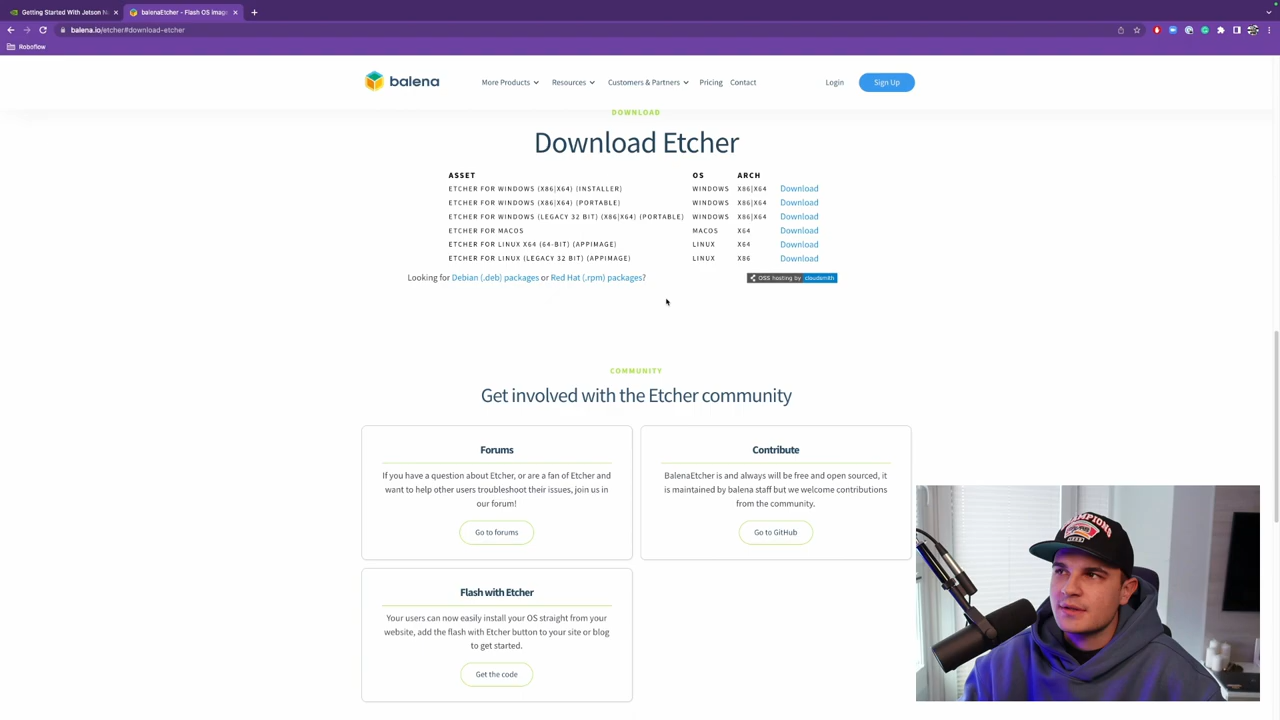 Getting Started With Jetson N
balenaEtcher - Flash OS image
balena.io/etcher#download-etcher
Roboflow
balena
More Products
Resources
Customers & Partners
Pricing
Contact
Login
Sign Up
DOWNLOAD
Download Etcher
ASSET OS ARCH
ETCHER FOR WINDOWS (X86|X64) (INSTALLER) WINDOWS X86|X64 Download
ETCHER FOR WINDOWS (X86|X64) (PORTABLE) WINDOWS X86|X64 Download
ETCHER FOR WINDOWS (LEGACY 32 BIT) (X86|X64) (PORTABLE) WINDOWS X86|X64 Download
ETCHER FOR MACOS MACOS X64 Download
ETCHER FOR LINUX X64 (64-BIT) (APPIMAGE) LINUX X64 Download
ETCHER FOR LINUX (LEGACY 32 BIT) (APPIMAGE) LINUX X86 Download
Looking for Debian (.deb) packages or Red Hat (.rpm) packages?
OSS hosting by cloudsmith
COMMUNITY
Get involved with the Etcher community
Forums
If you have a question about Etcher, or are a fan of Etcher and
want to help other users troubleshoot their issues, join us in
our forum!
Go to forums
Contribute
BalenaEtcher is and always will be free and open sourced, it
is maintained by balena staff but we welcome contributions
from the community.
Go to GitHub
Flash with Etcher
Your users can now easily install your OS straight from your
website, add the flash with Etcher button to your site or blog
to get started.
Get the code